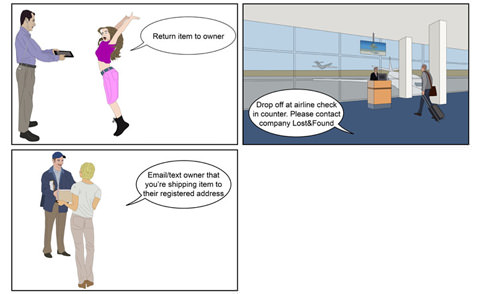 Return item to owner
Drop off at airline check
in counter. Please contact
company Lost&Found
Email/text owner that
you're shipping item to
their registered address